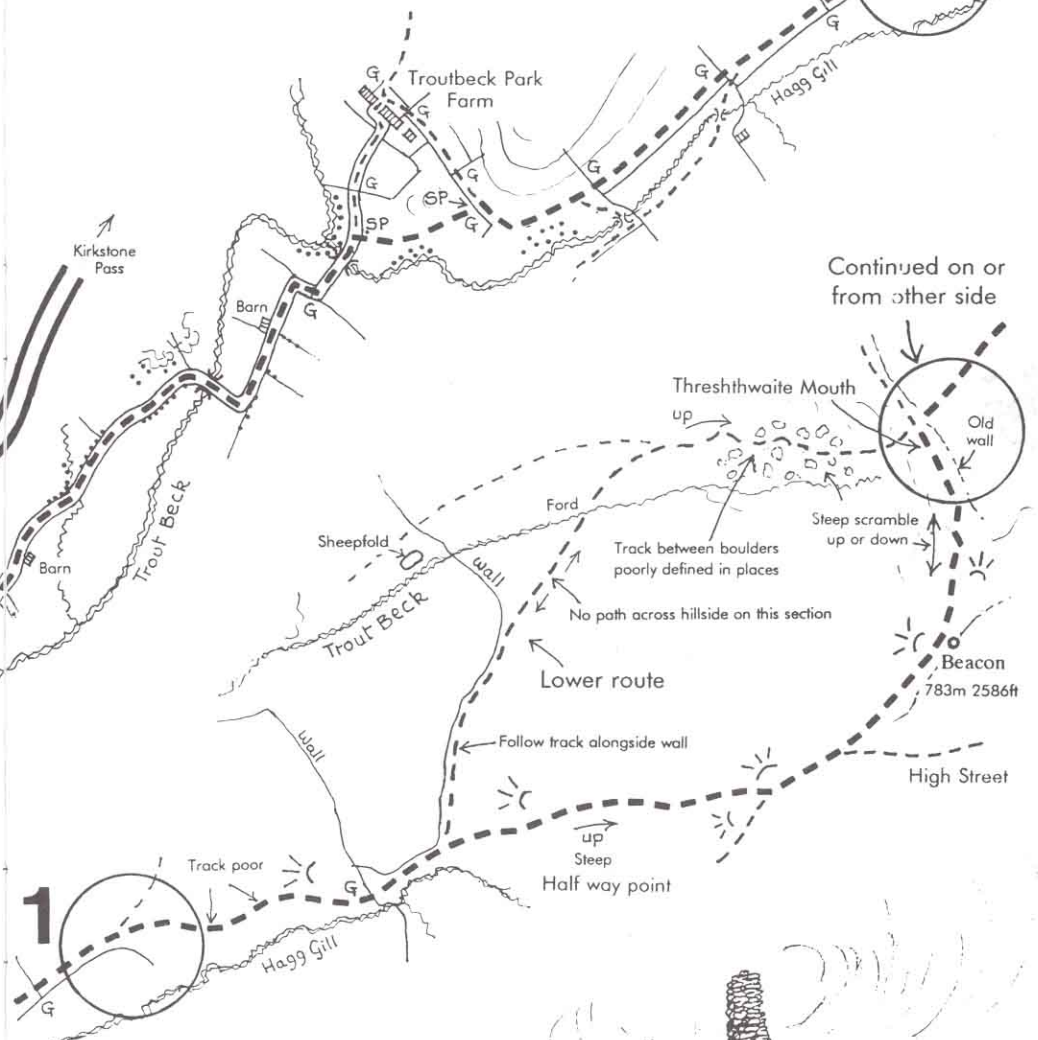 G
Hagg Gill
G
G
Troutbeck Park
Farm
G
G
G
G
SP
SP
G
Kirkstone
Pass
Barn
G
Continued on or
from other side
Threshthwaite Mouth
up
Old
wall
Trout Beck
Ford
Steep scramble
up or down
Sheepfold
Track between boulders
poorly defined in places
Barn
Wall
No path across hillside on this section
Trout Beck
Beacon
783m 2586ft
Lower route
Wall
Follow track alongside wall
High Street
up
Steep
Half way point
Track poor
G
1
Hagg Gill
G